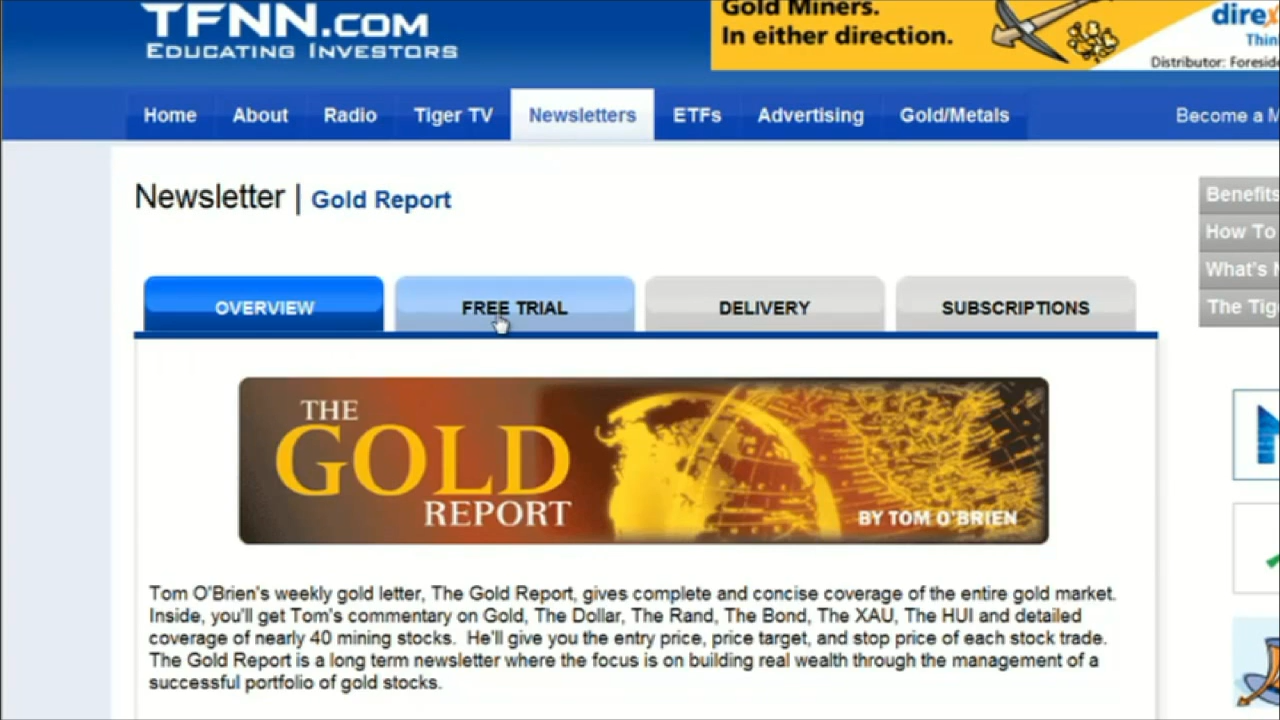 TFNN.COM
EDUCATING INVESTORS
Gold Miners.
In either direction.
Distributor:
Home About Radio Tiger TV Newsletters ETFs Advertising Gold/Metals Become a
Newsletter | Gold Report
Benefits
How To
What's
The
OVERVIEW FREE TRIAL DELIVERY SUBSCRIPTIONS
THE
GOLD
REPORT
BY TOM O'BRIEN
Tom O'Brien's weekly gold letter, The Gold Report, gives complete and concise coverage of the entire gold market.
Inside, you'll get Tom's commentary on Gold, The Dollar, The Rand, The Bond, The XAU, The HUI and detailed
coverage of nearly 40 mining stocks. He'll give you the entry price, price target, and stop price of each stock trade.
The Gold Report is a long term newsletter where the focus is on building real wealth through the management of a
successful portfolio of gold stocks.